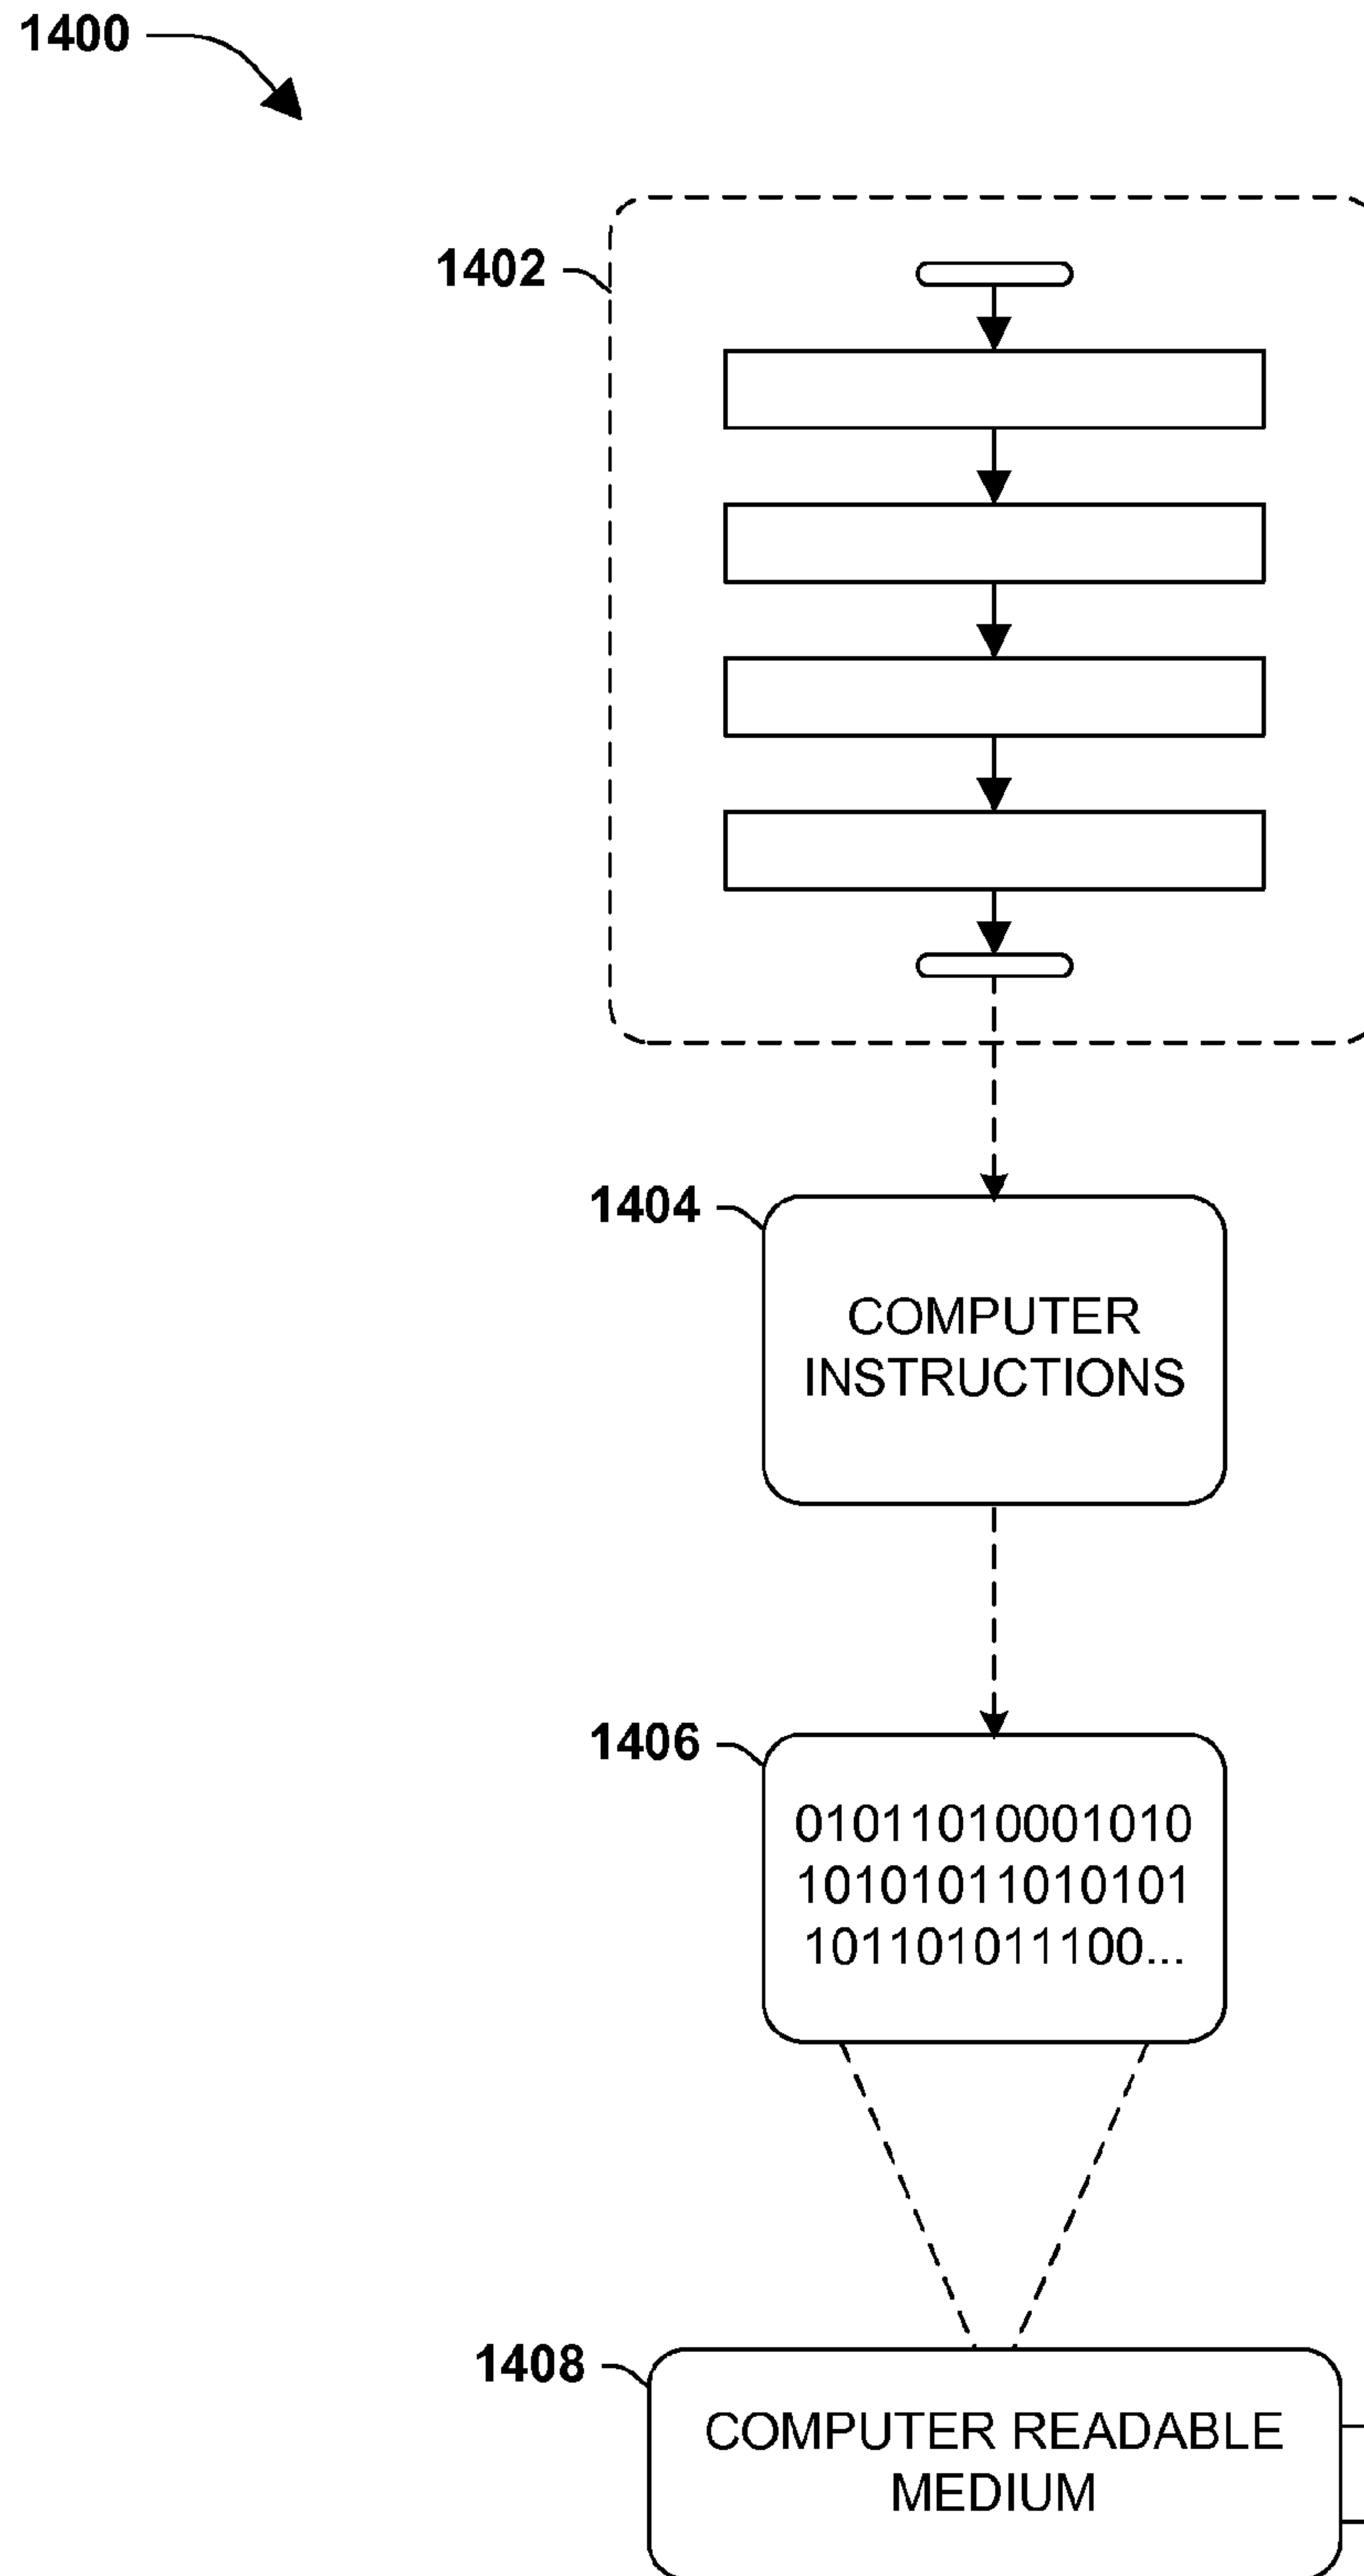 1400
1402
1404
COMPUTER
INSTRUCTIONS
1406
01011010001010
10101011010101
101101011100...
1408
COMPUTER READABLE
MEDIUM